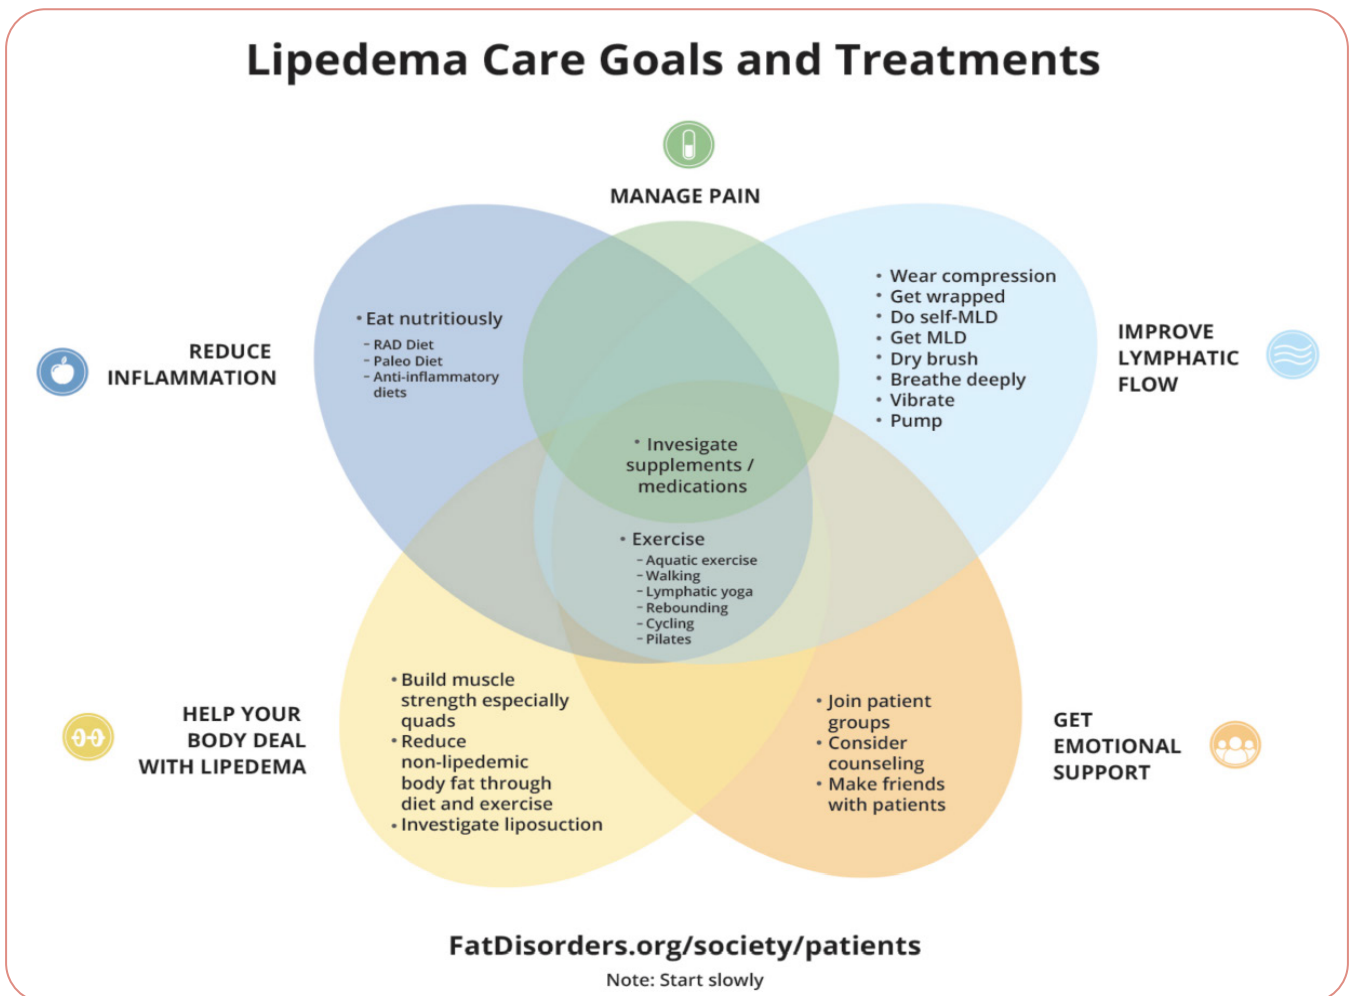 Lipedema Care Goals and Treatments
MANAGE PAIN
REDUCE
INFLAMMATION
• Eat nutritiously
– RAD Diet
– Paleo Diet
– Anti-inflammatory
diets
• Wear compression
• Get wrapped
• Do self-MLD
• Get MLD
• Dry brush
• Breathe deeply
• Vibrate
• Pump
IMPROVE
LYMPHATIC
FLOW
• Invesigate
supplements /
medications
• Exercise
– Aquatic exercise
– Walking
– Lymphatic yoga
– Rebounding
– Cycling
– Pilates
HELP YOUR
BODY DEAL
WITH LIPEDEMA
• Build muscle
strength especially
quads
• Reduce
non-lipedemic
body fat through
diet and exercise
• Investigate liposuction
• Join patient
groups
• Consider
counseling
• Make friends
with patients
GET
EMOTIONAL
SUPPORT
FatDisorders.org/society/patients
Note: Start slowly